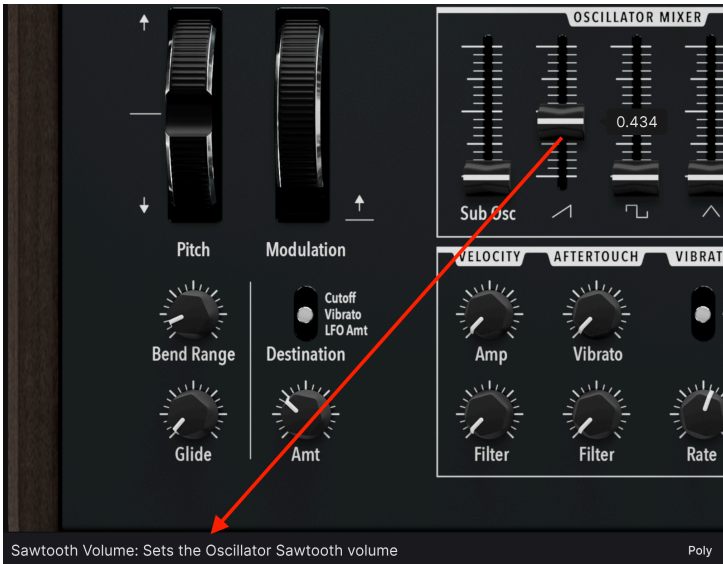 OSCILLATOR MIXER
0.434
Sub Osc
Pitch
Modulation
VELOCITY
AFTERTOUCH
VIBRAT
Cutoff
Vibrato
LFO Amt
Bend Range
Destination
Amp
Vibrato
Glide
Amt
Filter
Filter
Rate
Sawtooth Volume: Sets the Oscillator Sawtooth volume
Poly